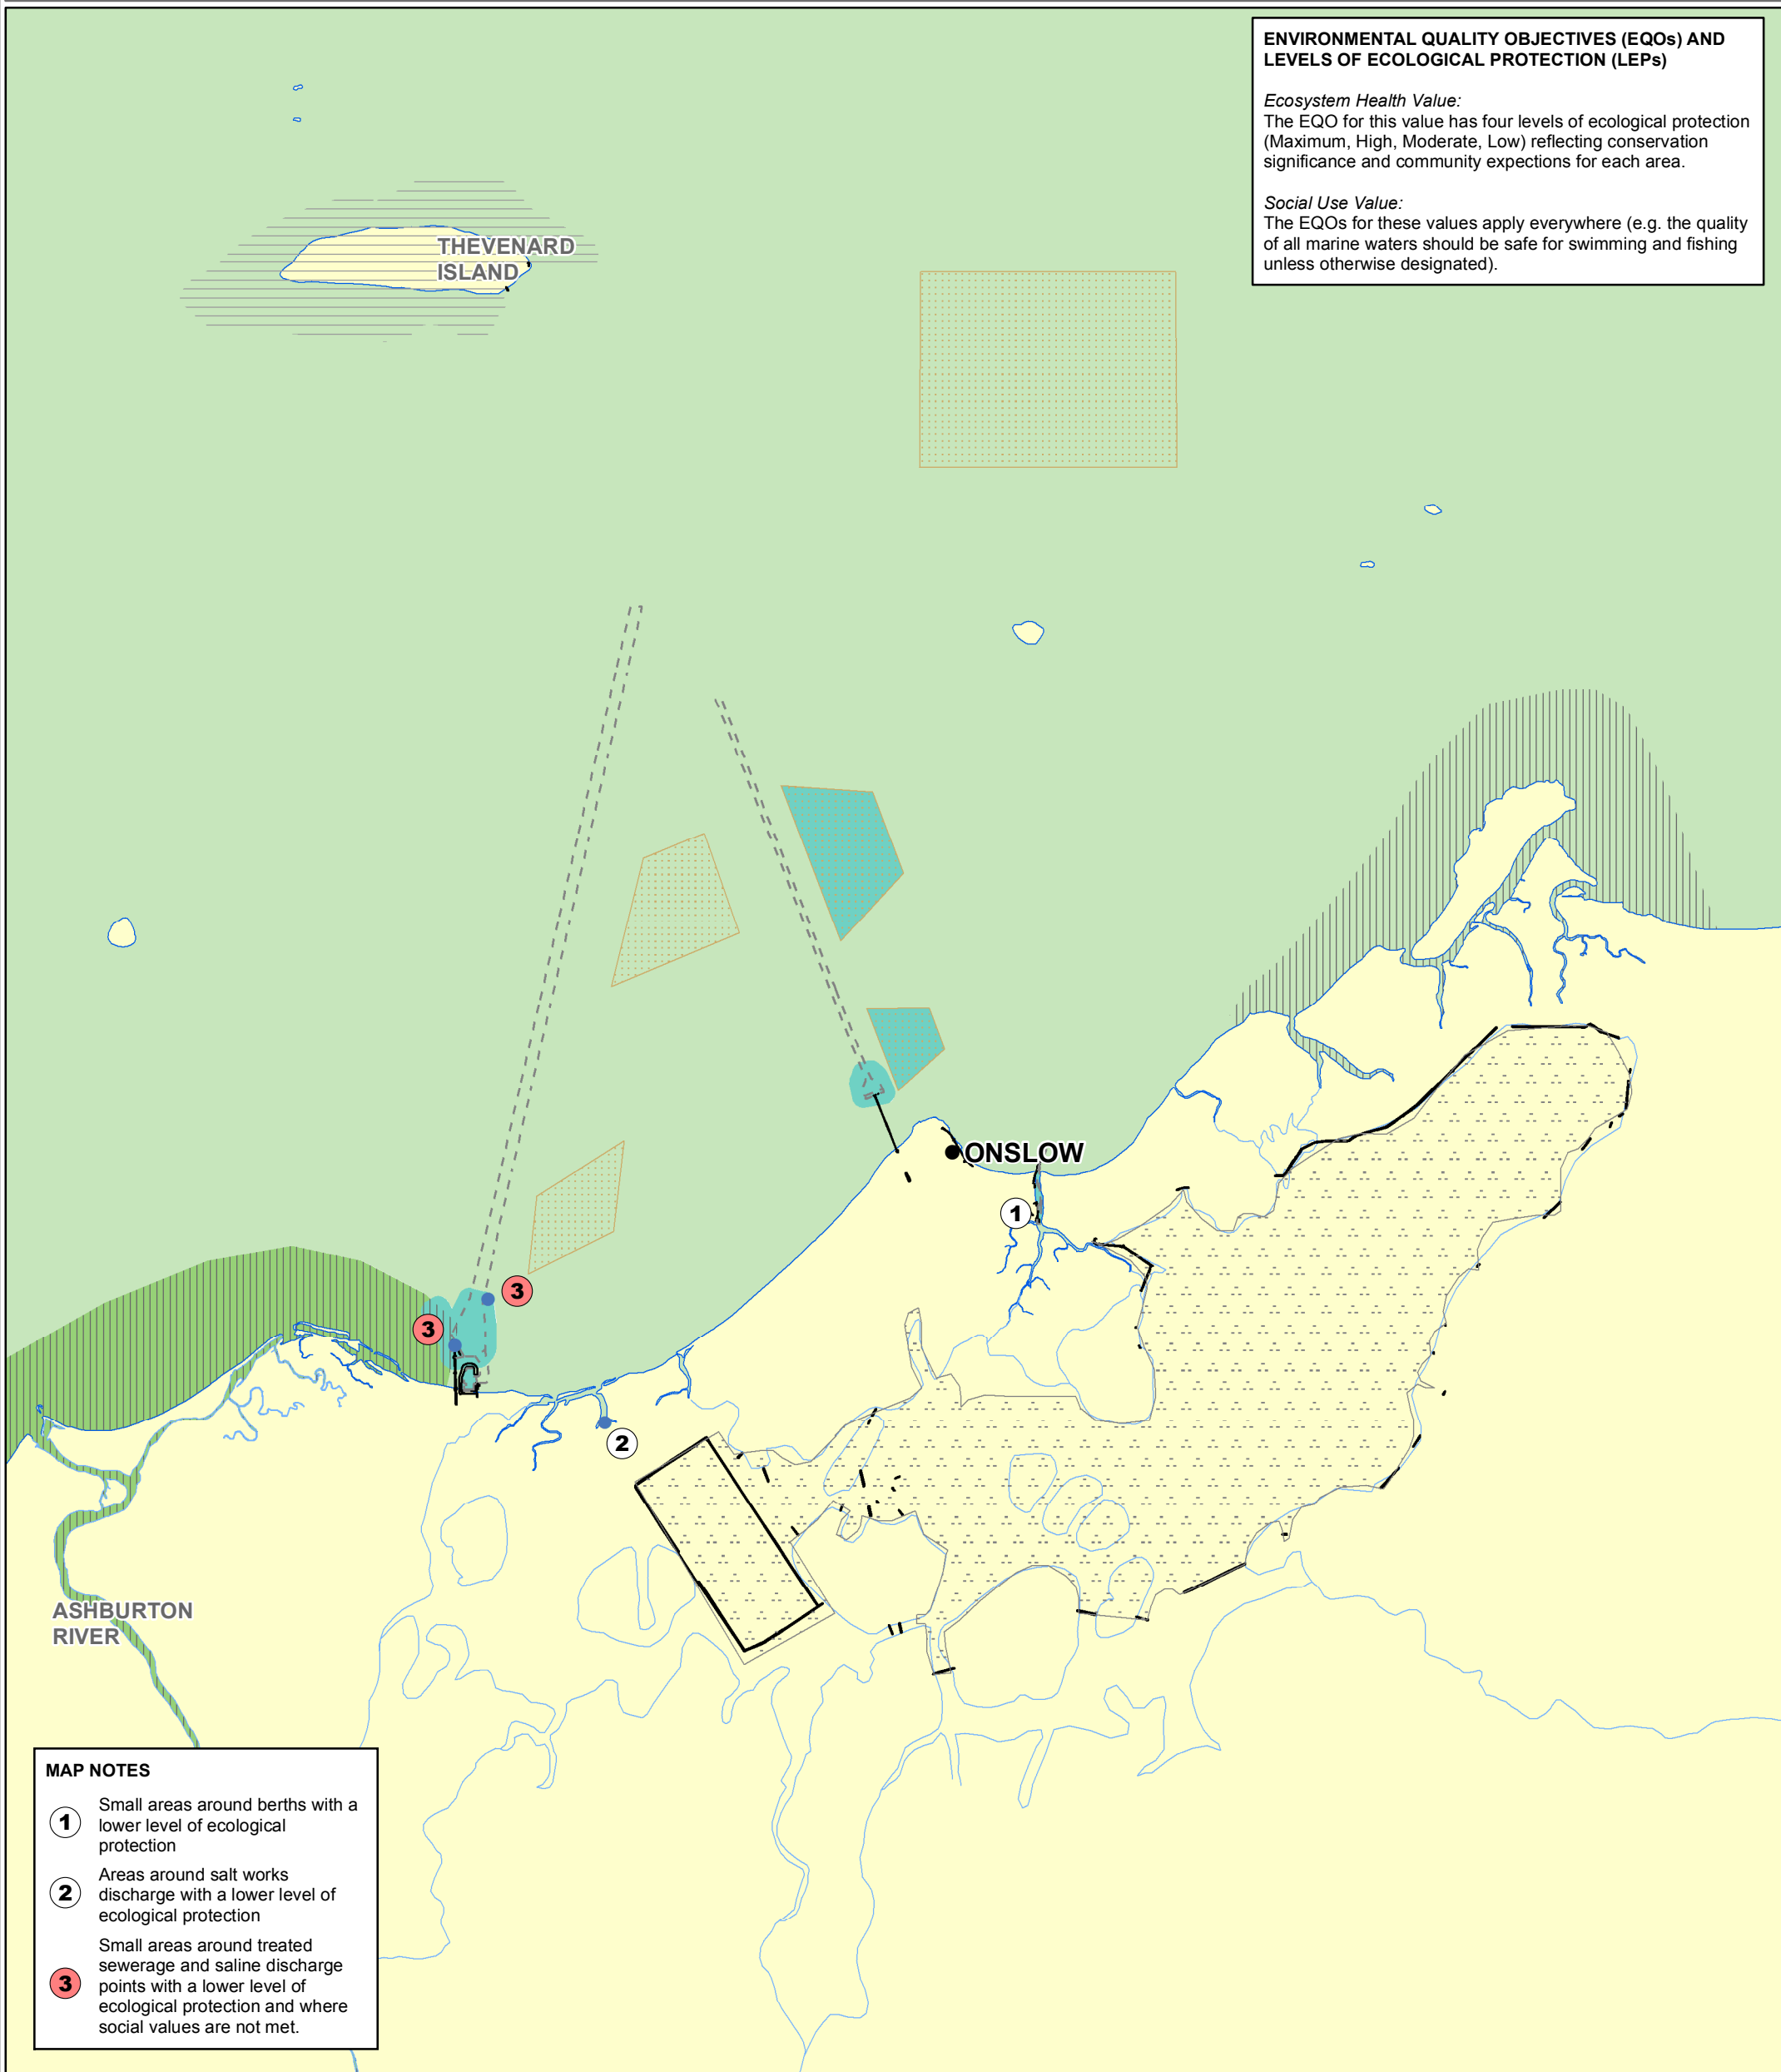 ENVIRONMENTAL QUALITY OBJECTIVES (EQOs) AND
LEVELS OF ECOLOGICAL PROTECTION (LEPs)
Ecosystem Health Value:
The EQO for this value has four levels of ecological protection
(Maximum, High, Moderate, Low) reflecting conservation
significance and community expections for each area.
Social Use Value:
The EQOs for these values apply everywhere (e.g. the quality
of all marine waters should be safe for swimming and fishing
unless otherwise designated).
THEVENARD
ISLAND
ONSLOW
1
3
3
2
ASHBURTON
RIVER
MAP NOTES
1
Small areas around berths with a
lower level of ecological
protection
2
Areas around salt works
discharge with a lower level of
ecological protection
3
Small areas around treated
sewerage and saline discharge
points with a lower level of
ecological protection and where
social values are not met.